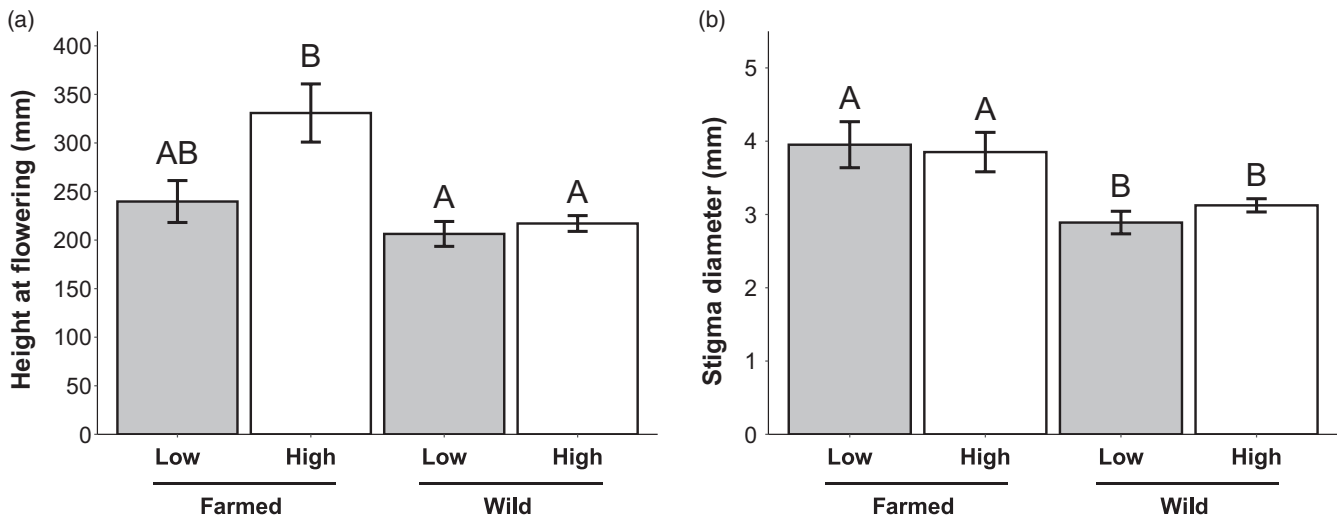 (a)
Height at flowering (mm)
400
350
300
250
200
150
100
50
0
AB
B
A
A
Low
High
Low
High
Farmed
Wild
(b)
Stigma diameter (mm)
5
4
3
2
1
0
A
A
B
B
Low
High
Low
High
Farmed
Wild